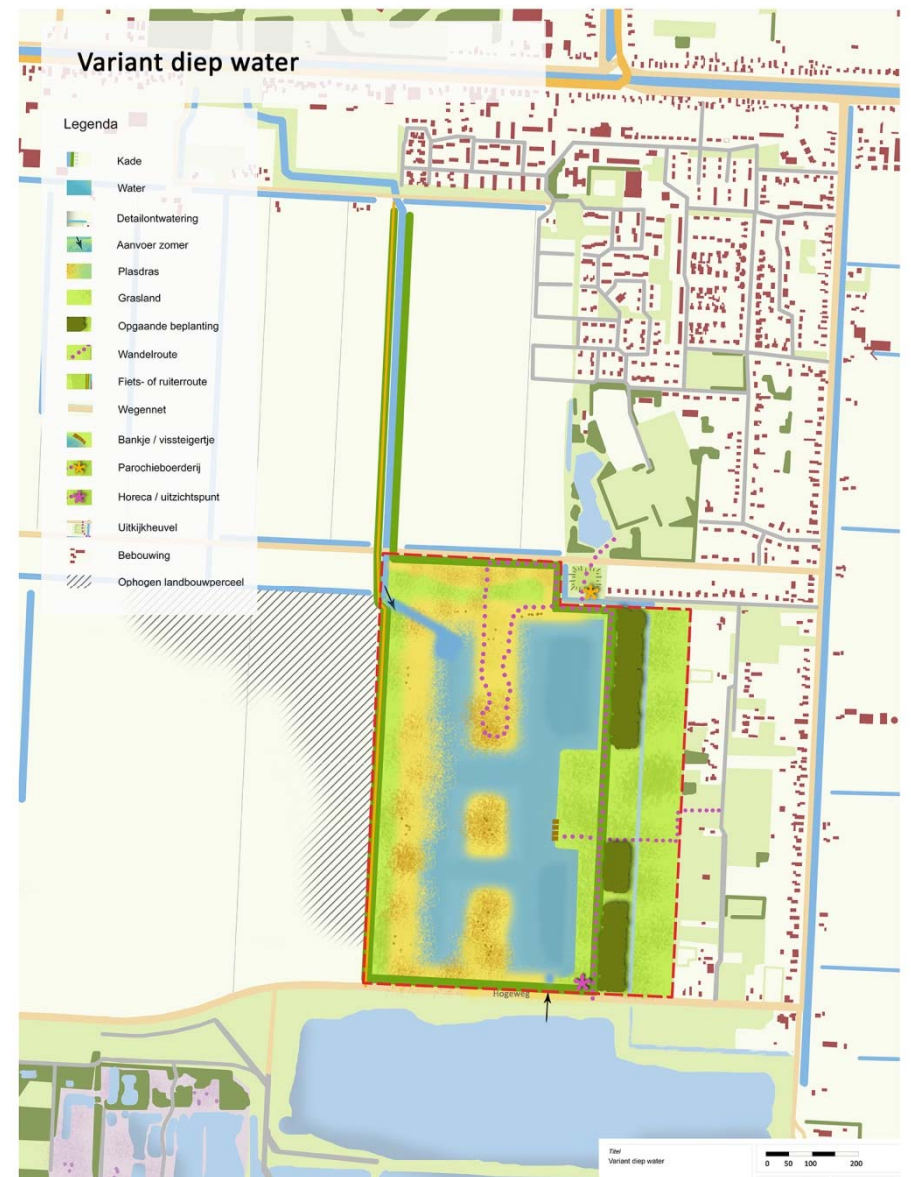 Variant diep water
Legenda
Kade
Water
Detailontwatering
Aanvoer zomer
Plasdras
Grasland
Opgaande beplanting
Wandelroute
Fiets- of ruiterroute
Wegennet
Bankje / vissteigertje
Parochieboerderij
Horeca / uitzichtspunt
Uitkijkheuvel
Bebouwing
Ophogen landbouwperceel
Hogeweg
Titel
Variant diep water
0 50 100 200